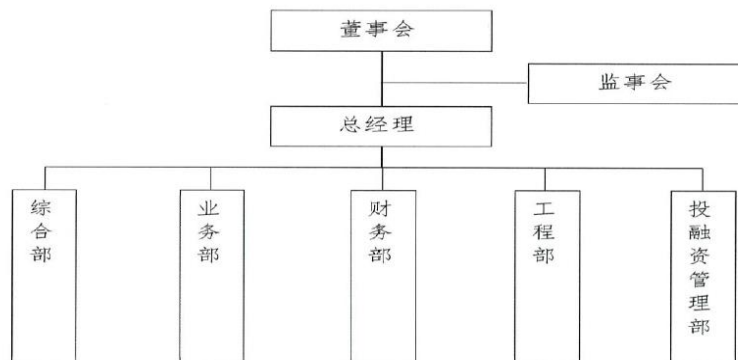 董事会
监事会
总经理
综合部
业务部
财务部
工程部
投融资管理部